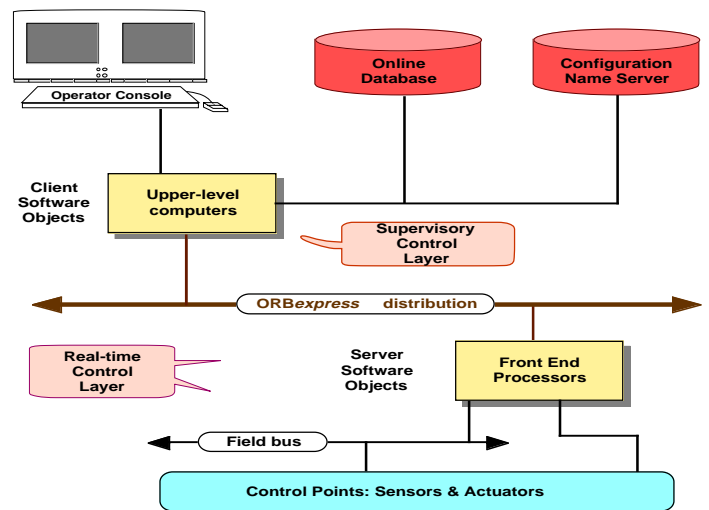 Operator Console
Online
Database
Configuration
Name Server
Client
Software
Objects
Upper-level
computers
Supervisory
Control
Layer
ORBexpress distribution
Real-time
Control
Layer
Server
Software
Objects
Front End
Processors
Field bus
Control Points: Sensors & Actuators